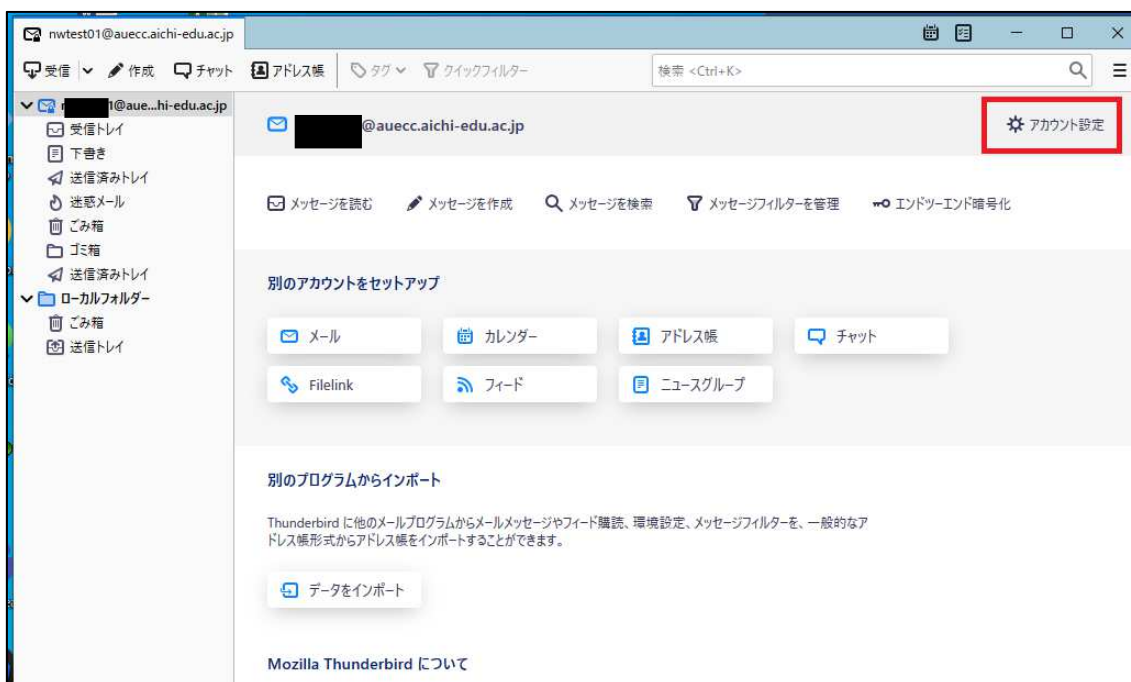 nwtest01@auecc.aichi-edu.ac.jp
受信 作成 チャット アドレス帳 タグ クイックフィルター 検索 <Ctrl+K>
1@aue...hi-edu.ac.jp
受信トレイ
下書き
送信済みトレイ
迷惑メール
ごみ箱
ゴミ箱
送信済みトレイ
ローカルフォルダー
ごみ箱
送信トレイ
@auecc.aichi-edu.ac.jp アカウント設定
メッセージを読む メッセージを作成 メッセージを検索 メッセージフィルターを管理 エンドツーエンド暗号化
別のアカウントをセットアップ
メール カレンダー アドレス帳 チャット
Filelink フィード ニュースグループ
別のプログラムからインポート
Thunderbird に他のメールプログラムからメールメッセージやフィード購読、環境設定、メッセージフィルターを、一般的なア
ドレス帳形式からアドレス帳をインポートすることができます。
データをインポート
Mozilla Thunderbird について